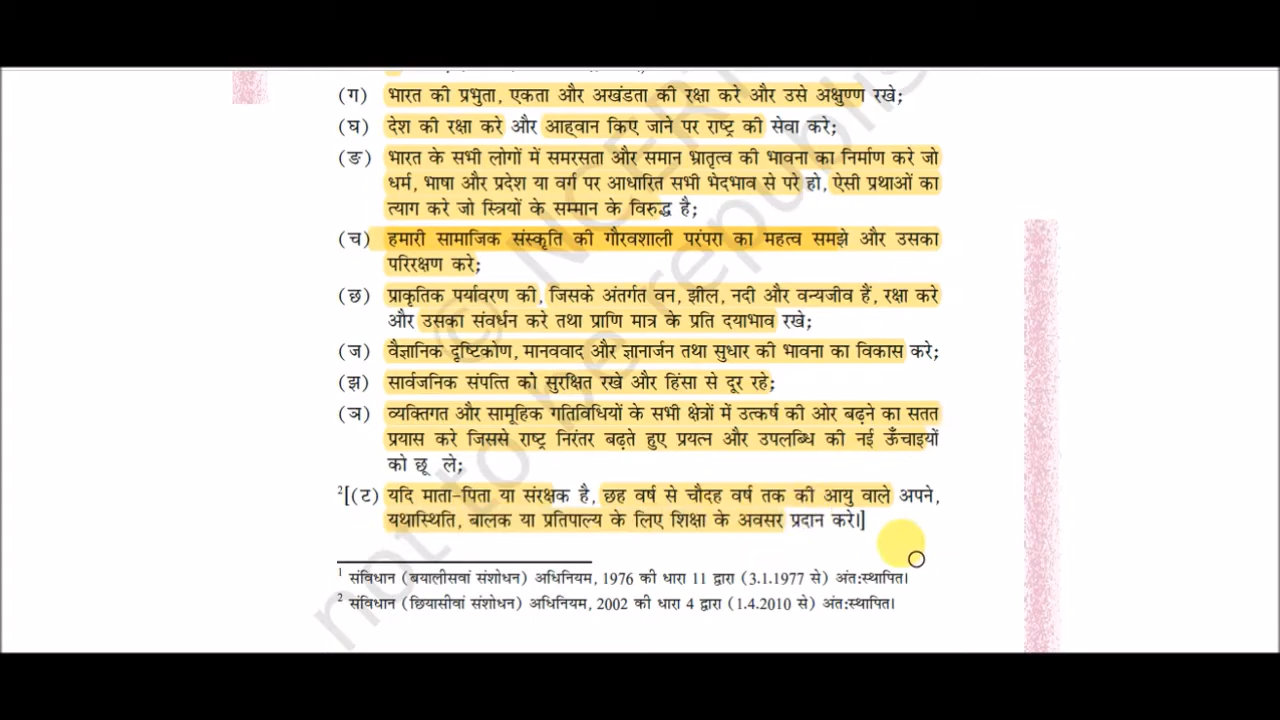 (ग) भारत की प्रभुता, एकता और अखंडता की रक्षा करे और उसे अक्षुण्ण रखे;
(घ) देश की रक्षा करे और आह्वान किए जाने पर राष्ट्र की सेवा करे;
(ङ) भारत के सभी लोगों में समरसता और समान भ्रातृत्व की भावना का निर्माण करे जो
धर्म, भाषा और प्रदेश या वर्ग पर आधारित सभी भेदभाव से परे हो, ऐसी प्रथाओं का
त्याग करे जो स्त्रियों के सम्मान के विरुद्ध है;
(च) हमारी सामाजिक संस्कृति की गौरवशाली परंपरा का महत्व समझे और उसका
परिरक्षण करे;
(छ) प्राकृतिक पर्यावरण की, जिसके अंतर्गत वन, झील, नदी और वन्यजीव हैं, रक्षा करे
और उसका संवर्धन करे तथा प्राणि मात्र के प्रति दयाभाव रखे;
(ज) वैज्ञानिक दृष्टिकोण, मानववाद और ज्ञानार्जन तथा सुधार की भावना का विकास करे;
(झ) सार्वजनिक संपत्ति को सुरक्षित रखे और हिंसा से दूर रहे;
(ञ) व्यक्तिगत और सामूहिक गतिविधियों के सभी क्षेत्रों में उत्कर्ष की ओर बढ़ने का सतत
प्रयास करे जिससे राष्ट्र निरंतर बढ़ते हुए प्रयत्न और उपलब्धि की नई ऊँचाइयों
को छू ले;
²[(ट) यदि माता-पिता या संरक्षक है, छह वर्ष से चौदह वर्ष तक की आयु वाले अपने,
यथास्थिति, बालक या प्रतिपाल्य के लिए शिक्षा के अवसर प्रदान करे।]
¹ संविधान (बयालीसवां संशोधन) अधिनियम, 1976 की धारा 11 द्वारा (3.1.1977 से) अंत:स्थापित।
² संविधान (छियासीवां संशोधन) अधिनियम, 2002 की धारा 4 द्वारा (1.4.2010 से) अंत:स्थापित।
© NCERT
not to be republis